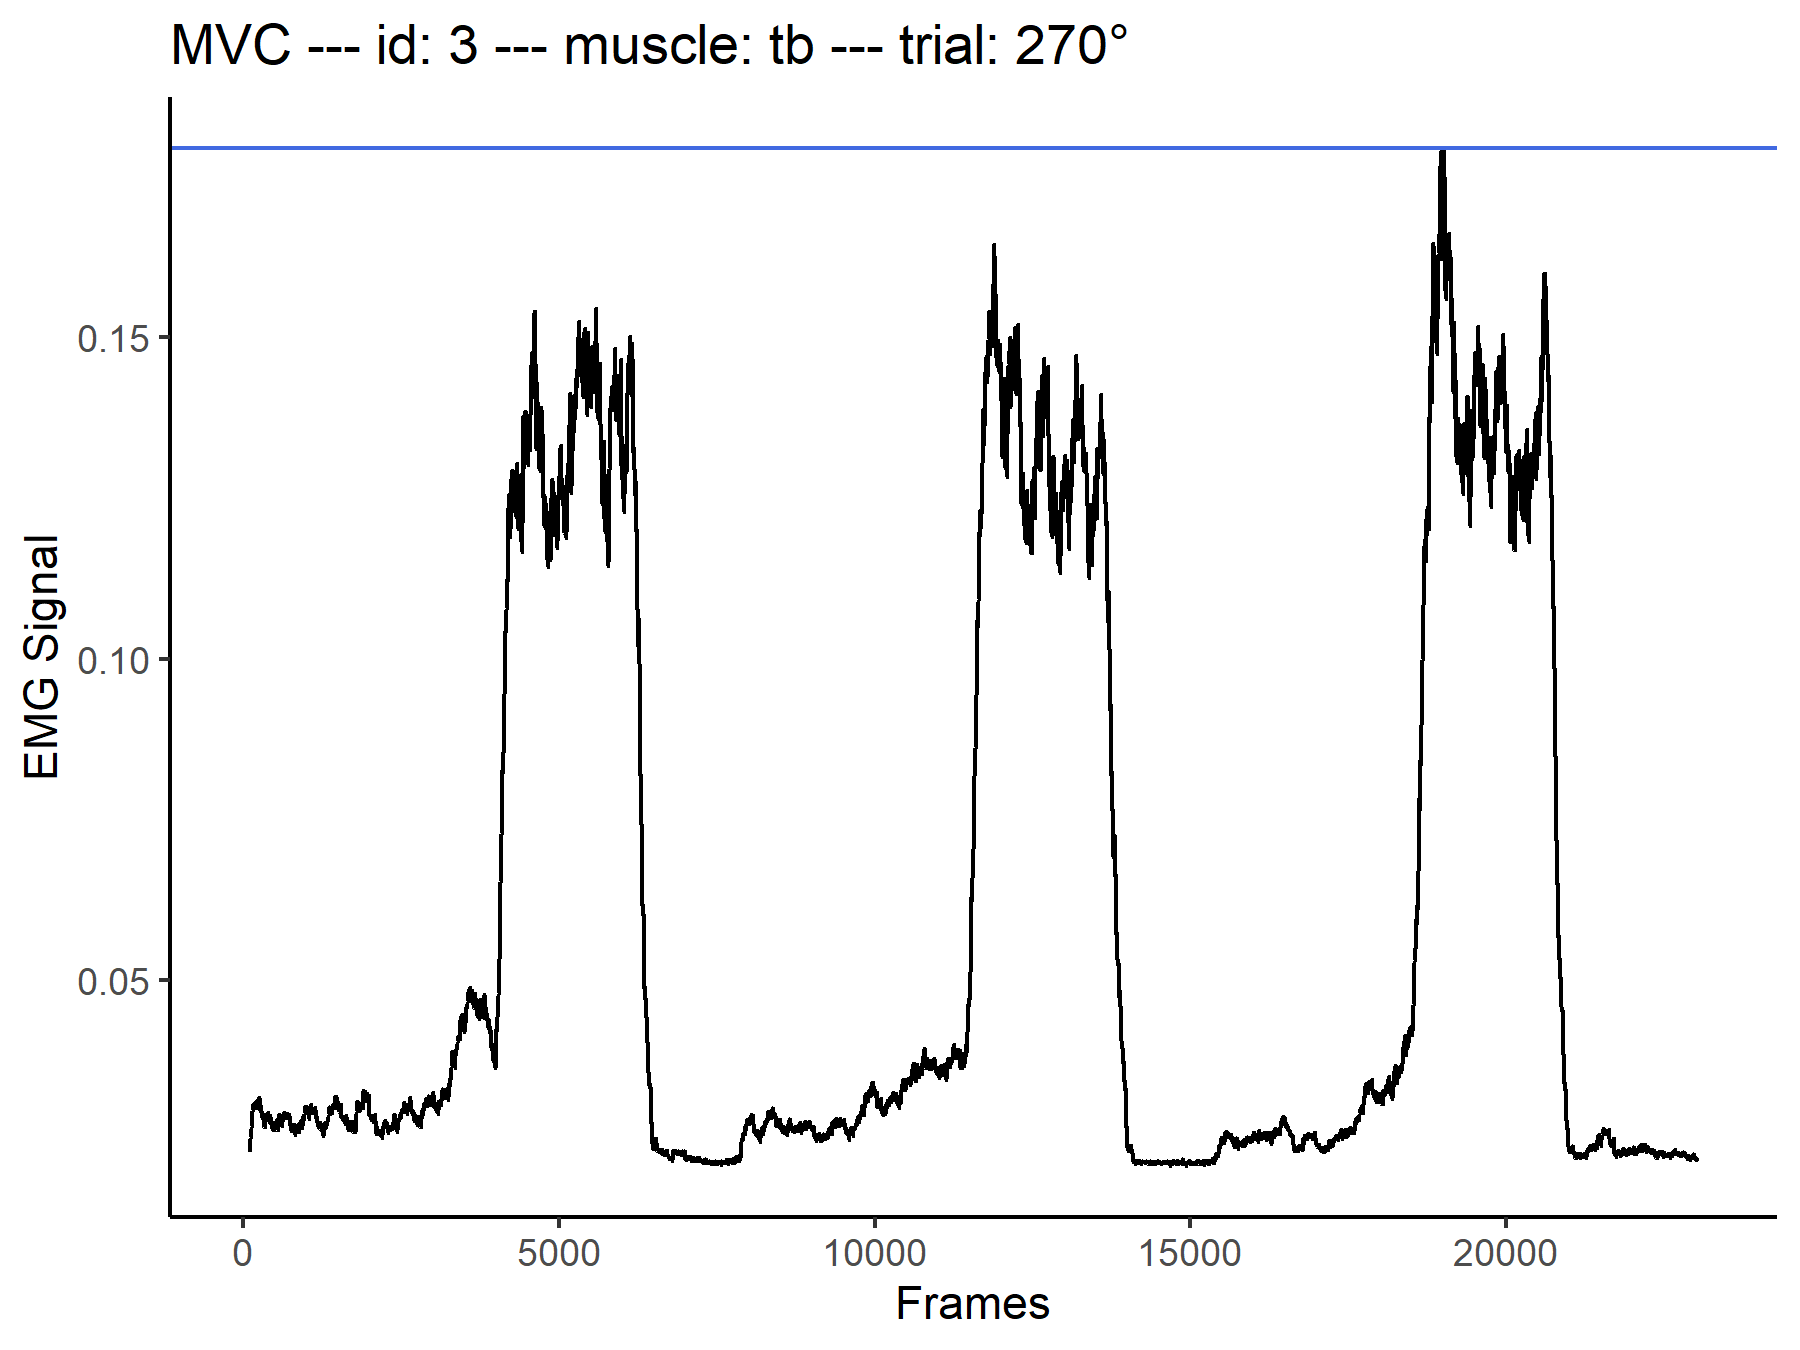 MVC --- id: 3 --- muscle: tb --- trial: 270°
EMG Signal
0.15
0.10
0.05
0 5000 10000 15000 20000
Frames